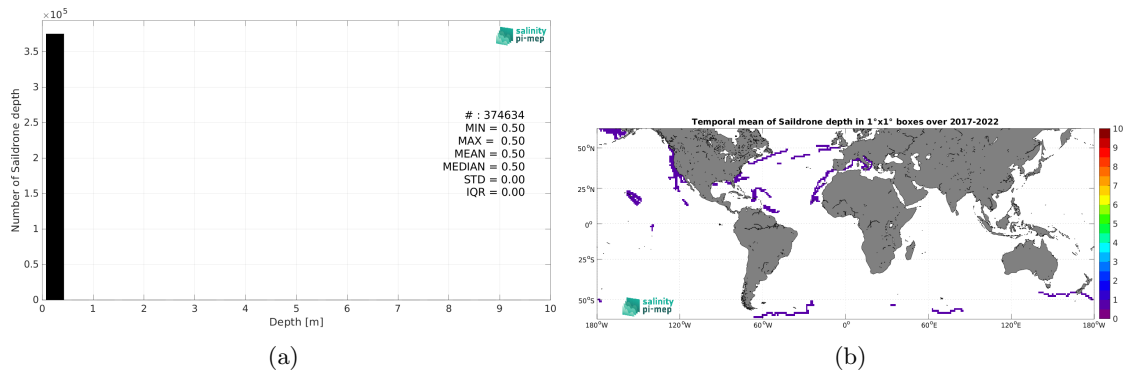 ×10⁵
salinity
pi-mep
# : 374634
MIN = 0.50
MAX = 0.50
MEAN = 0.50
MEDIAN = 0.50
STD = 0.00
IQR = 0.00
Number of Saildrone depth
3.5
3
2.5
2
1.5
1
0.5
0
0 1 2 3 4 5 6 7 8 9 10
Depth [m]
(a)
Temporal mean of Saildrone depth in 1°x1° boxes over 2017-2022
50°N
25°N
0°
25°S
50°S
180°W 120°W 60°W 0°W 60°E 120°E 180°W
10
9
8
7
6
5
4
3
2
1
0
salinity
pi-mep
(b)